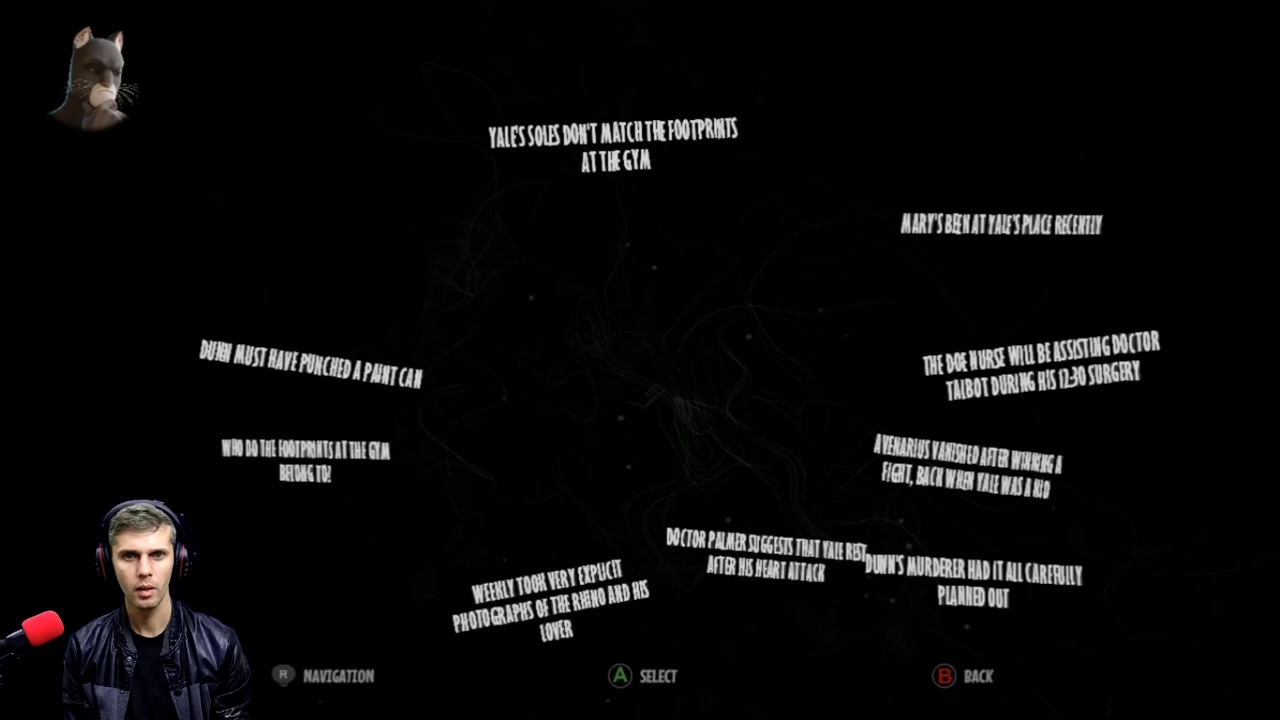 YALE'S SOLES DON'T MATCH THE FOOTPRINTS
AT THE GYM
MARY'S BEEN AT YALE'S PLACE RECENTLY
DUNN MUST HAVE PUNCHED A PAINT CAN
THE DOE NURSE WILL BE ASSISTING DOCTOR
TALBOT DURING HIS 12:30 SURGERY
WHO DO THE FOOTPRINTS AT THE GYM
BELONG TO?
AVENARIUS VANISHED AFTER WINNING A
FIGHT, BACK WHEN YALE WAS A KID
DOCTOR PALMER SUGGESTS THAT YALE REST
AFTER HIS HEART ATTACK
DUNN'S MURDERER HAD IT ALL CAREFULLY
PLANNED OUT
WEEKLY TOOK VERY EXPLICIT
PHOTOGRAPHS OF THE RHINO AND HIS
LOVER
R NAVIGATION
A SELECT
B BACK